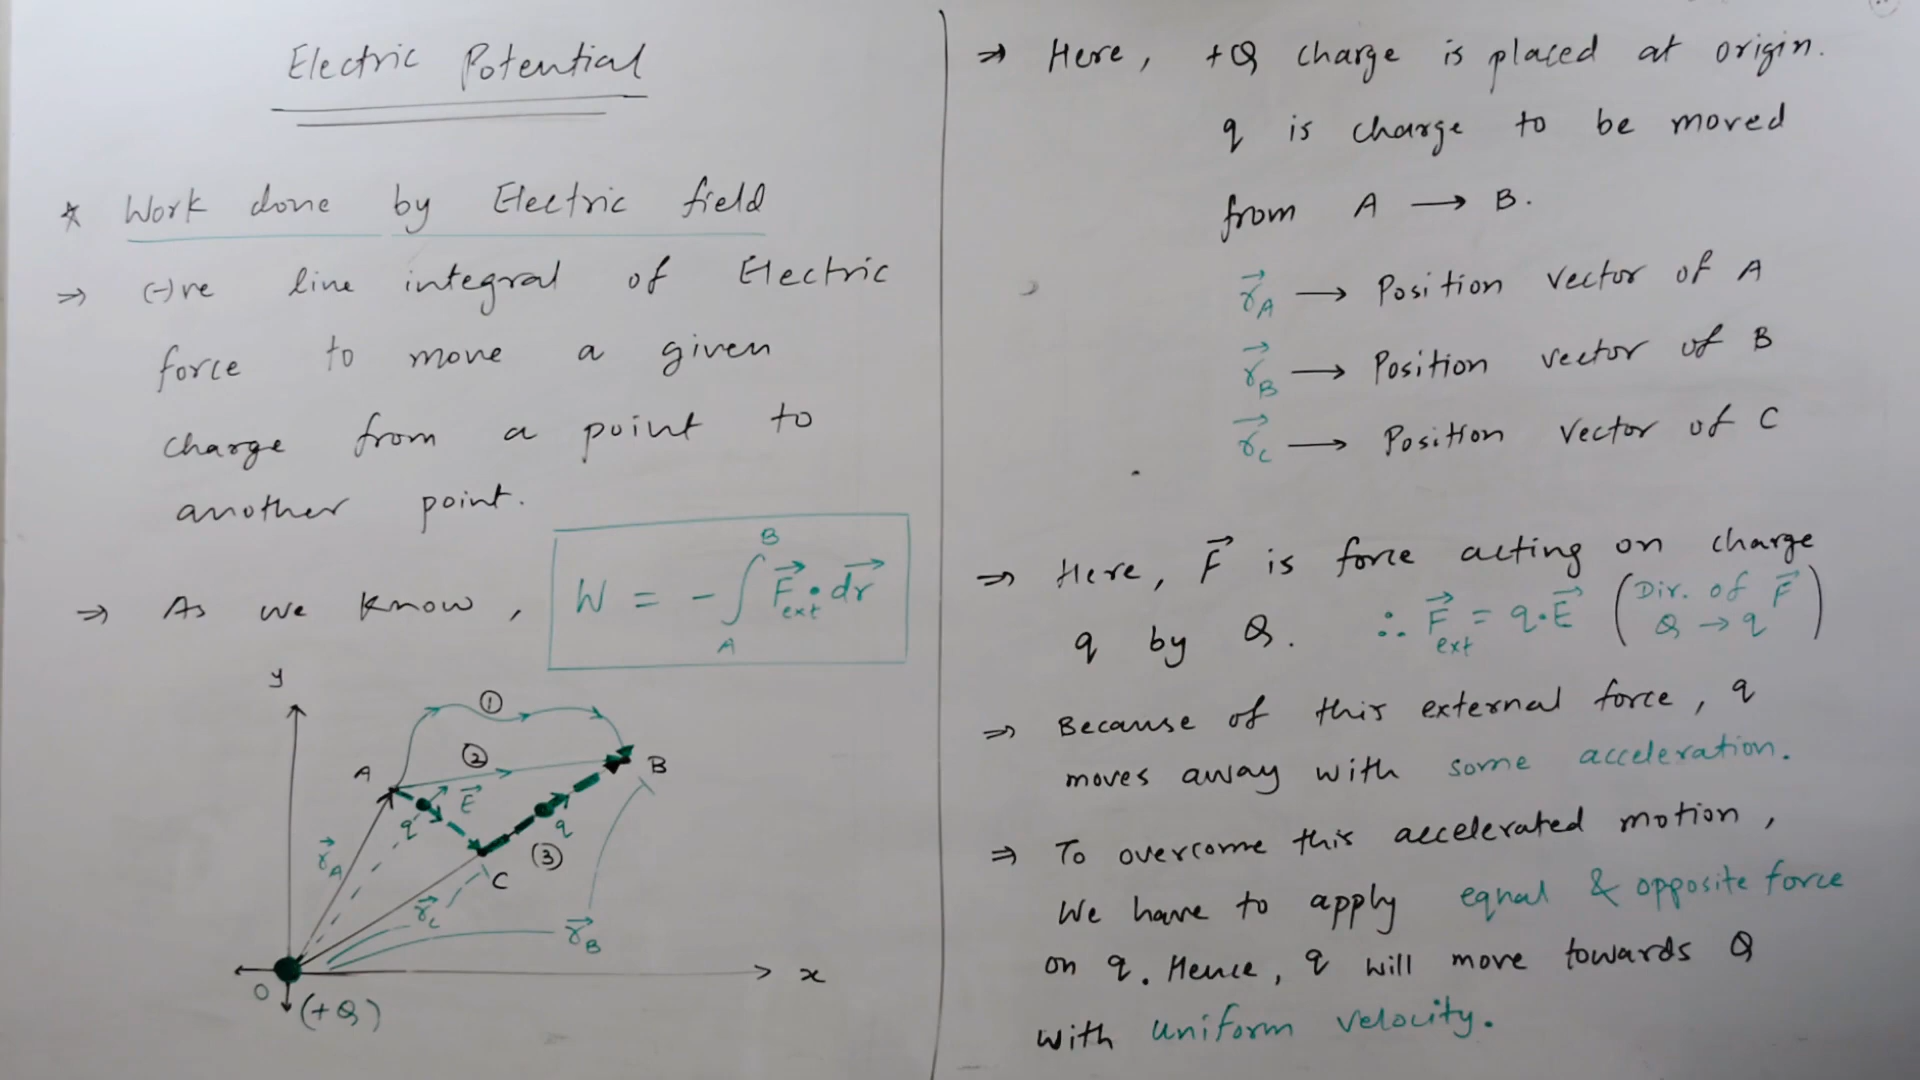 Electric Potential
* Work done by Electric field
⇒ (-)ve line integral of Electric
force to move a given
charge from a point to
another point.
⇒ As we know, W = - ∫_A^B F⃗_ext • dr⃗
y
①
②
A
B
E⃗
q
q
③
C
r⃗_A
r⃗_C
r⃗_B
x
O
(+Q)
⇒ Here, +Q charge is placed at origin.
q is charge to be moved
from A → B.
r⃗_A → Position vector of A
r⃗_B → Position vector of B
r⃗_C → Position vector of C
⇒ Here, F⃗ is force acting on charge
q by Q. ∴ F⃗_ext = q•E⃗ (Dir. of F⃗ Q → q)
⇒ Because of this external force, q
moves away with some acceleration.
⇒ To overcome this accelerated motion,
We have to apply equal & opposite force
on q. Hence, q will move towards Q
with uniform velocity.